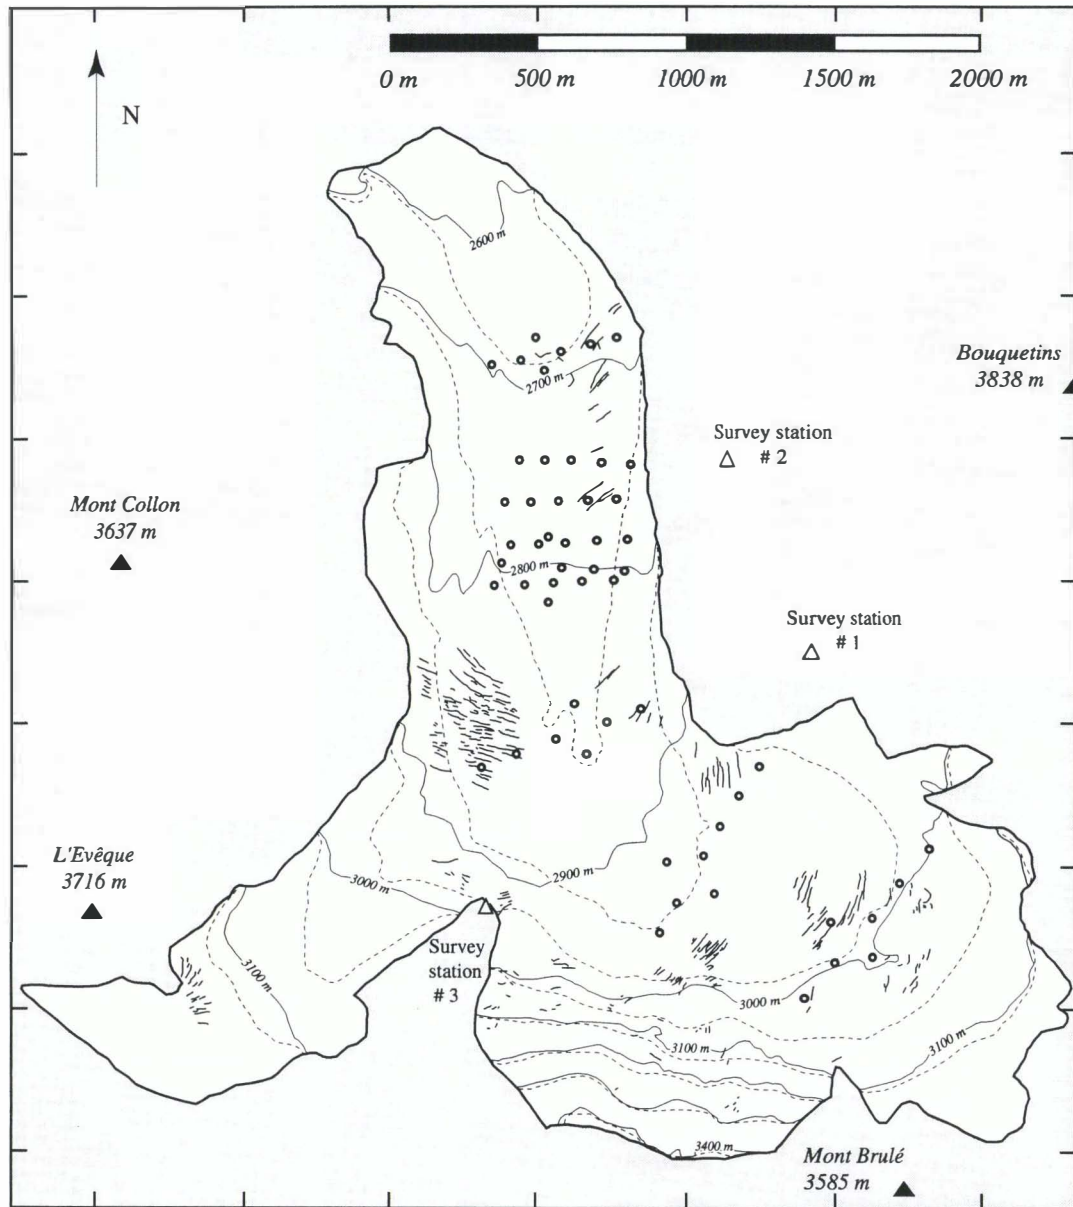 0 m 500 m 1000 m 1500 m 2000 m
N
2600 m
Bouquetins
3838 m
2700 m
Survey station
# 2
Mont Collon
3637 m
2800 m
Survey station
# 1
L'Evêque
3716 m
2900 m
3000 m
Survey
station
# 3
3100 m
3000 m
3100 m
3100 m
3400 m
Mont Brulé
3585 m